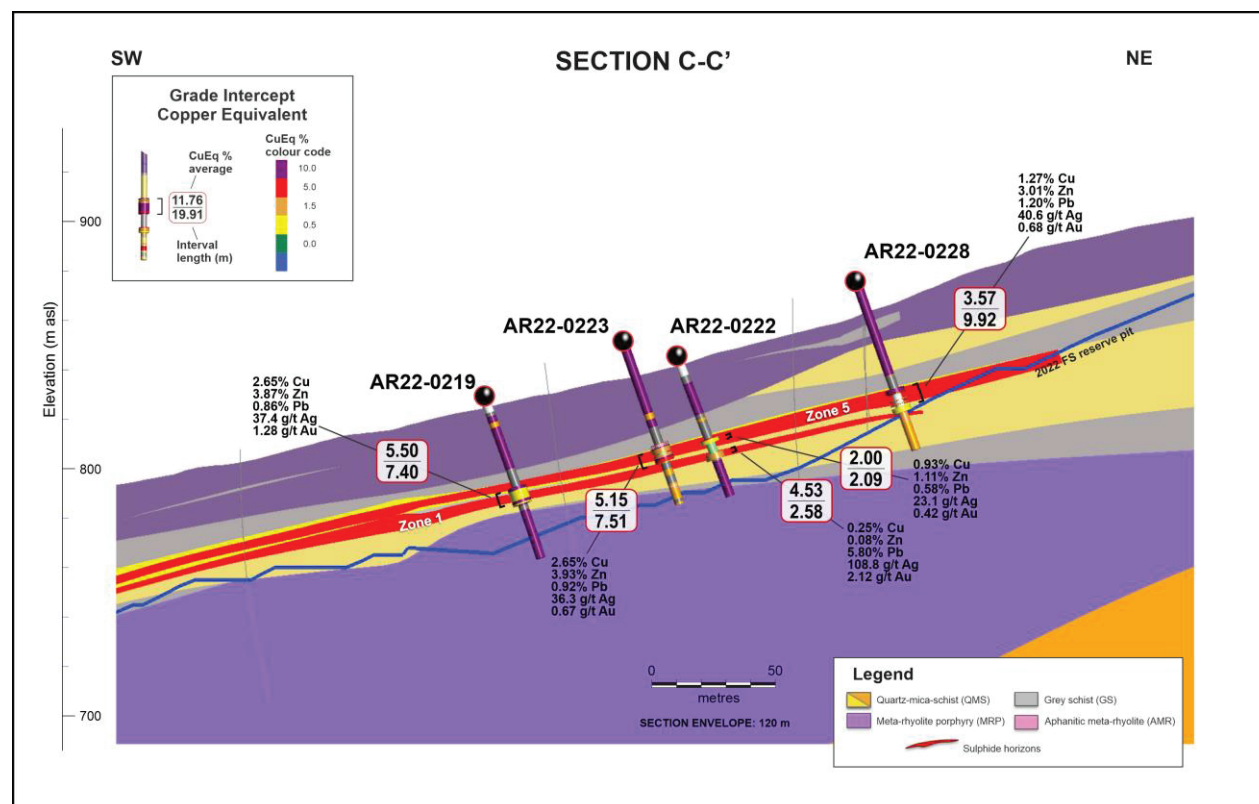 SW
SECTION C-C'
NE
Grade Intercept
Copper Equivalent
CuEq %
average
11.76
19.91
Interval
length (m)
CuEq %
colour code
10.0
5.0
1.5
0.5
0.0
Elevation (m asl)
900
800
700
1.27% Cu
3.01% Zn
1.20% Pb
40.6 g/t Ag
0.68 g/t Au
AR22-0228
3.57
9.92
AR22-0223
AR22-0222
AR22-0219
2.65% Cu
3.87% Zn
0.86% Pb
37.4 g/t Ag
1.28 g/t Au
5.50
7.40
2022 FS reserve pit
Zone 5
Zone 1
5.15
7.51
2.65% Cu
3.93% Zn
0.92% Pb
36.3 g/t Ag
0.67 g/t Au
4.53
2.58
0.25% Cu
0.08% Zn
5.80% Pb
108.8 g/t Ag
2.12 g/t Au
2.00
2.09
0.93% Cu
1.11% Zn
0.58% Pb
23.1 g/t Ag
0.42 g/t Au
0 50
metres
SECTION ENVELOPE: 120 m
Legend
Quartz-mica-schist (QMS)
Grey schist (GS)
Meta-rhyolite porphyry (MRP)
Aphanitic meta-rhyolite (AMR)
Sulphide horizons